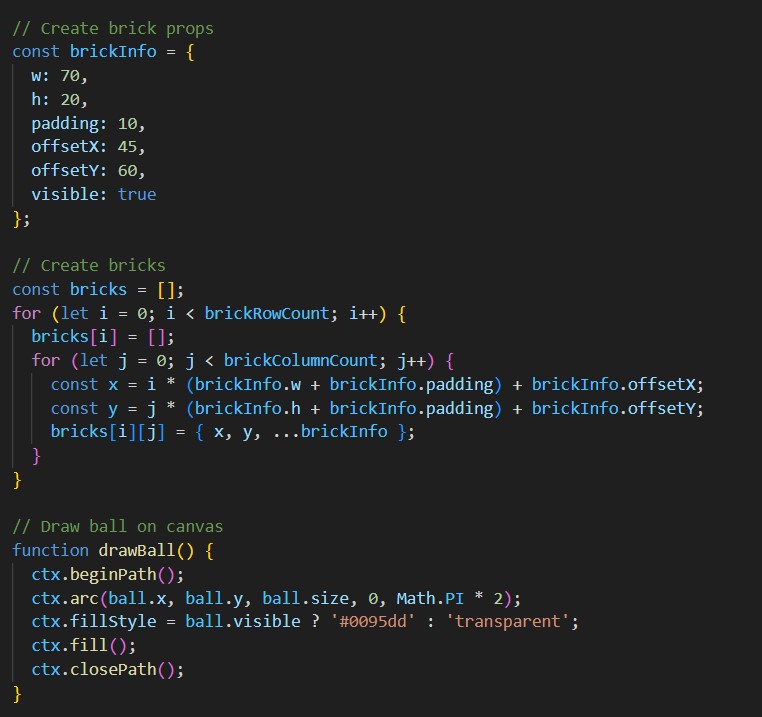 // Create brick props
const brickInfo = {
  w: 70,
  h: 20,
  padding: 10,
  offsetX: 45,
  offsetY: 60,
  visible: true
};

// Create bricks
const bricks = [];
for (let i = 0; i < brickRowCount; i++) {
  bricks[i] = [];
  for (let j = 0; j < brickColumnCount; j++) {
    const x = i * (brickInfo.w + brickInfo.padding) + brickInfo.offsetX;
    const y = j * (brickInfo.h + brickInfo.padding) + brickInfo.offsetY;
    bricks[i][j] = { x, y, ...brickInfo };
  }
}

// Draw ball on canvas
function drawBall() {
  ctx.beginPath();
  ctx.arc(ball.x, ball.y, ball.size, 0, Math.PI * 2);
  ctx.fillStyle = ball.visible ? '#0095dd' : 'transparent';
  ctx.fill();
  ctx.closePath();
}